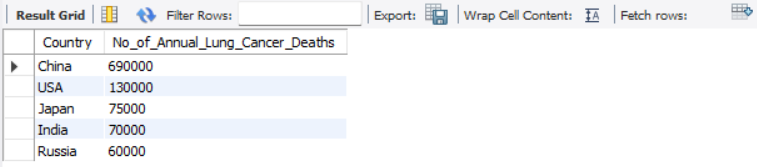 Result Grid Filter Rows: Export: Wrap Cell Content: Fetch rows:
Country No_of_Annual_Lung_Cancer_Deaths
China 690000
USA 130000
Japan 75000
India 70000
Russia 60000